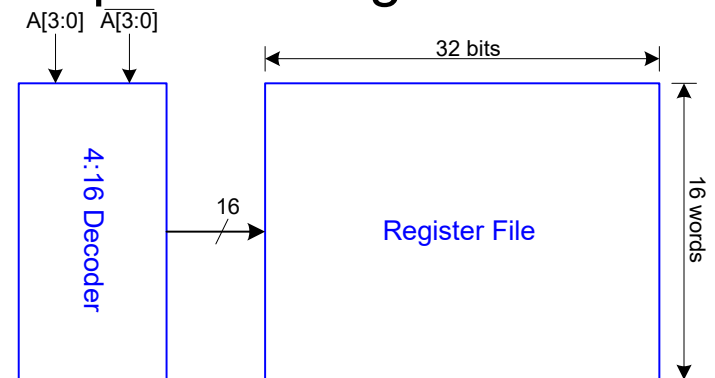 A[3:0] A[3:0]
32 bits
4:16 Decoder
16
Register File
16 words